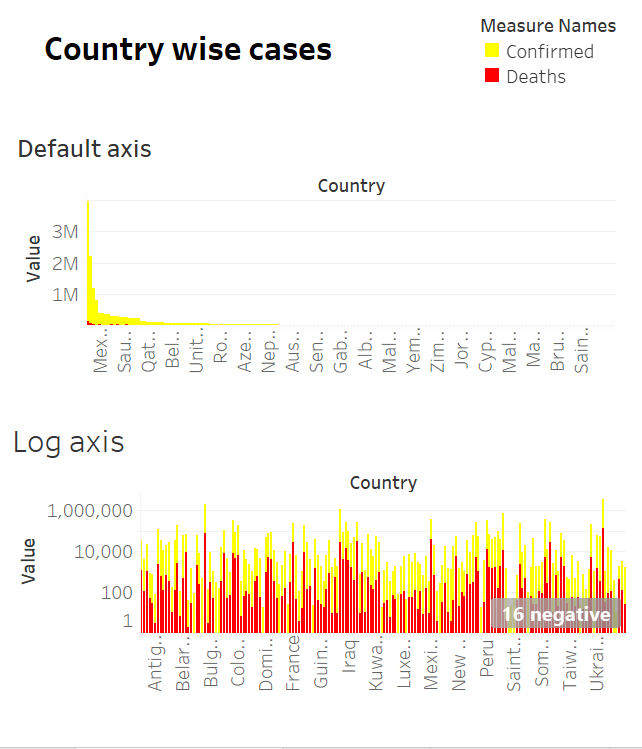 Country wise cases
Measure Names
Confirmed
Deaths
Default axis
Country
Value
3M
2M
1M
Mex..
Sau..
Qat..
Bel..
Unit..
Ro..
Aze..
Nep..
Aus..
Sen..
Gab..
Alb..
Mal..
Yem..
Zim..
Jor..
Cyp..
Mal..
Ma..
Bru..
Sain..
Log axis
Country
Value
1,000,000
10,000
100
1
16 negative
Antig..
Belar..
Bulg..
Colo..
Domi..
France
Guin..
Iraq
Kuwa..
Luxe..
Mexi..
New ..
Peru
Saint..
Som..
Taiw..
Ukrai..